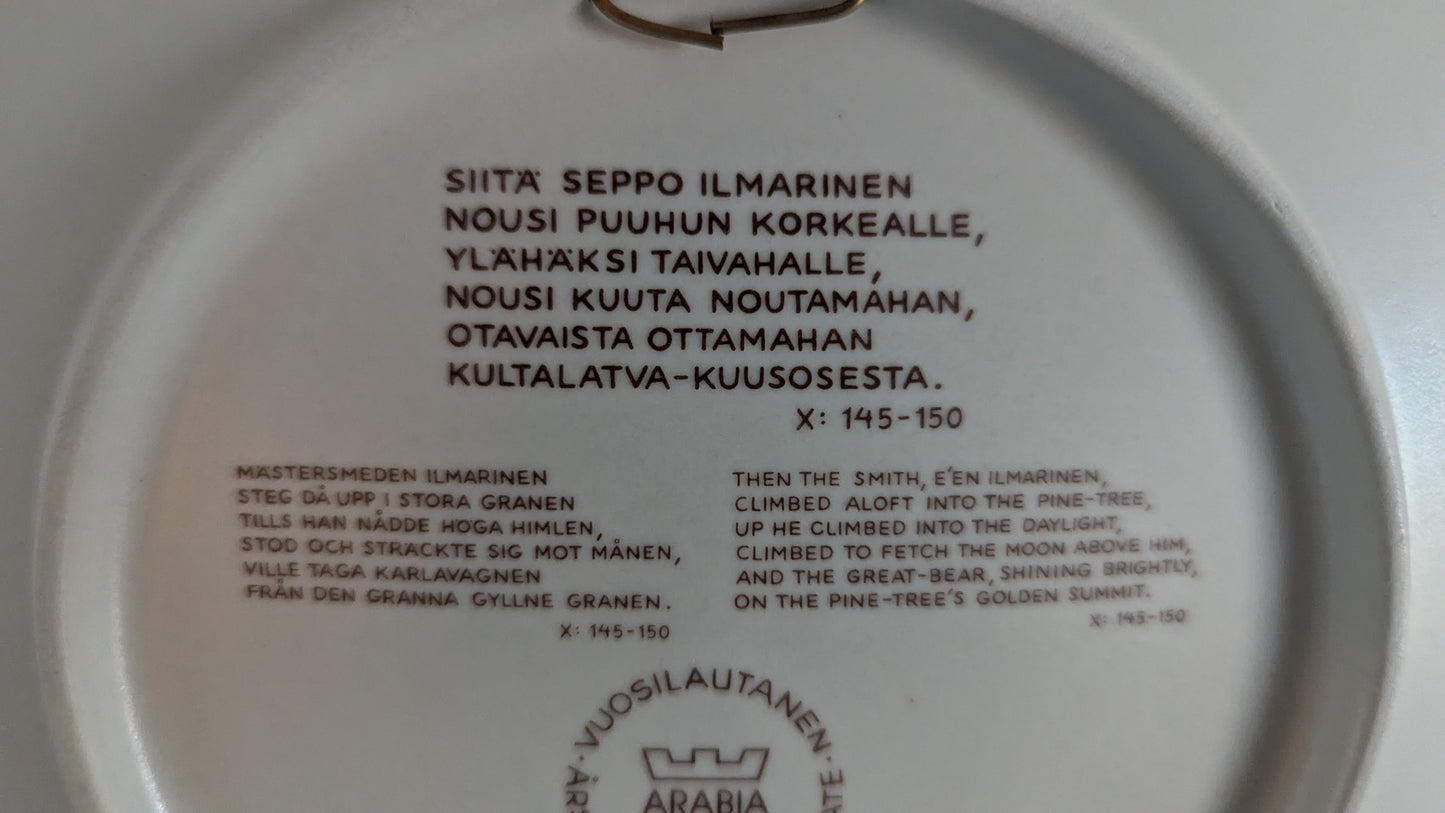 SIITÄ SEPPO ILMARINEN
NOUSI PUUHUN KORKEALLE,
YLÄHÄKSI TAIVAHALLE,
NOUSI KUUTA NOUTAMAHAN,
OTAVAISTA OTTAMAHAN
KULTALATVA-KUUSOSESTA.
X: 145-150
MÄSTERSMEDEN ILMARINEN
STEG DÅ UPP I STORA GRANEN
TILLS HAN NÅDDE HÖGA HIMLEN,
STOD OCH STRÄCKTE SIG MOT MÅNEN,
VILLE TAGA KARLAVAGNEN
FRÅN DEN GRANNA GYLLNE GRANEN.
X: 145-150
THEN THE SMITH, E'EN ILMARINEN,
CLIMBED ALOFT INTO THE PINE-TREE,
UP HE CLIMBED INTO THE DAYLIGHT,
CLIMBED TO FETCH THE MOON ABOVE HIM,
AND THE GREAT-BEAR, SHINING BRIGHTLY,
ON THE PINE-TREE'S GOLDEN SUMMIT.
X: 145-150
· VUOSILAUTANEN ·
ARABIA